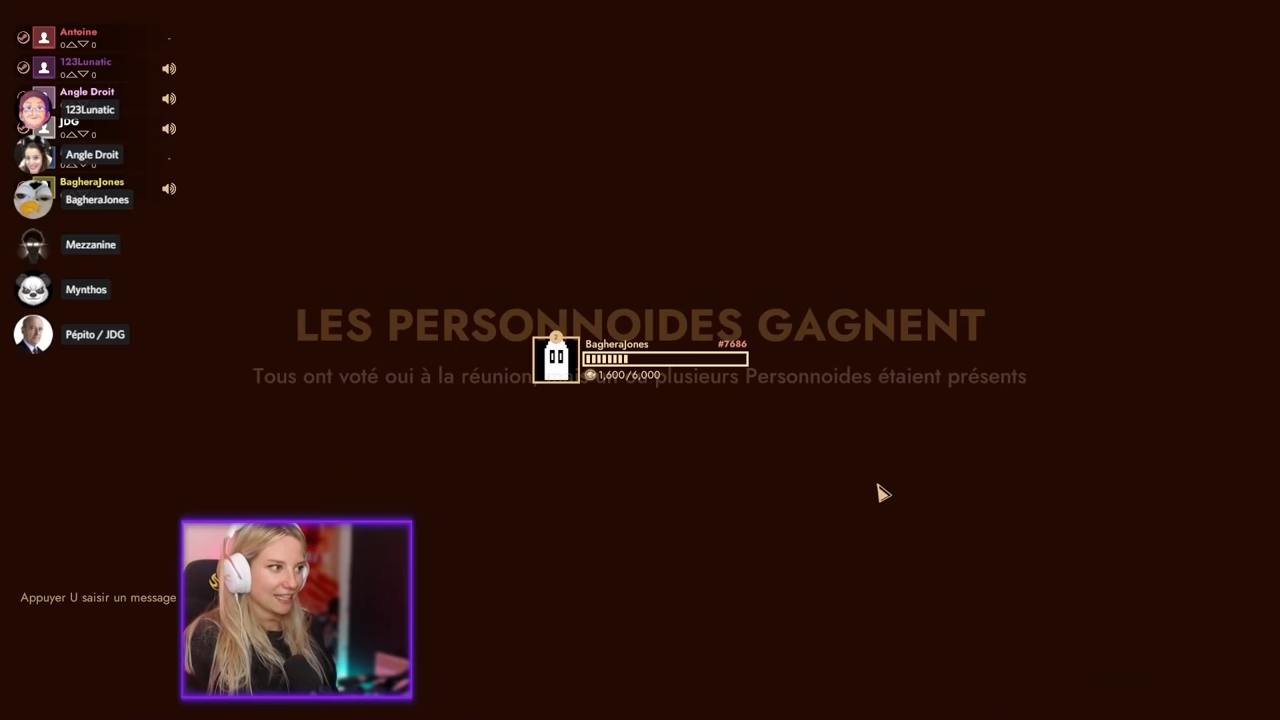 Antoine
0 0
-
123Lunatic
0 0
Angle Droit
123Lunatic
JDG
0 0
Angle Droit
-
BagheraJones
BagheraJones
Mezzanine
Mynthos
Pépito / JDG
LES PERSONNOIDES GAGNENT
2
BagheraJones #7686
1,600/6,000
Tous ont voté oui à la réunion, plusieurs Personnoides étaient présents
Appuyer U saisir un message